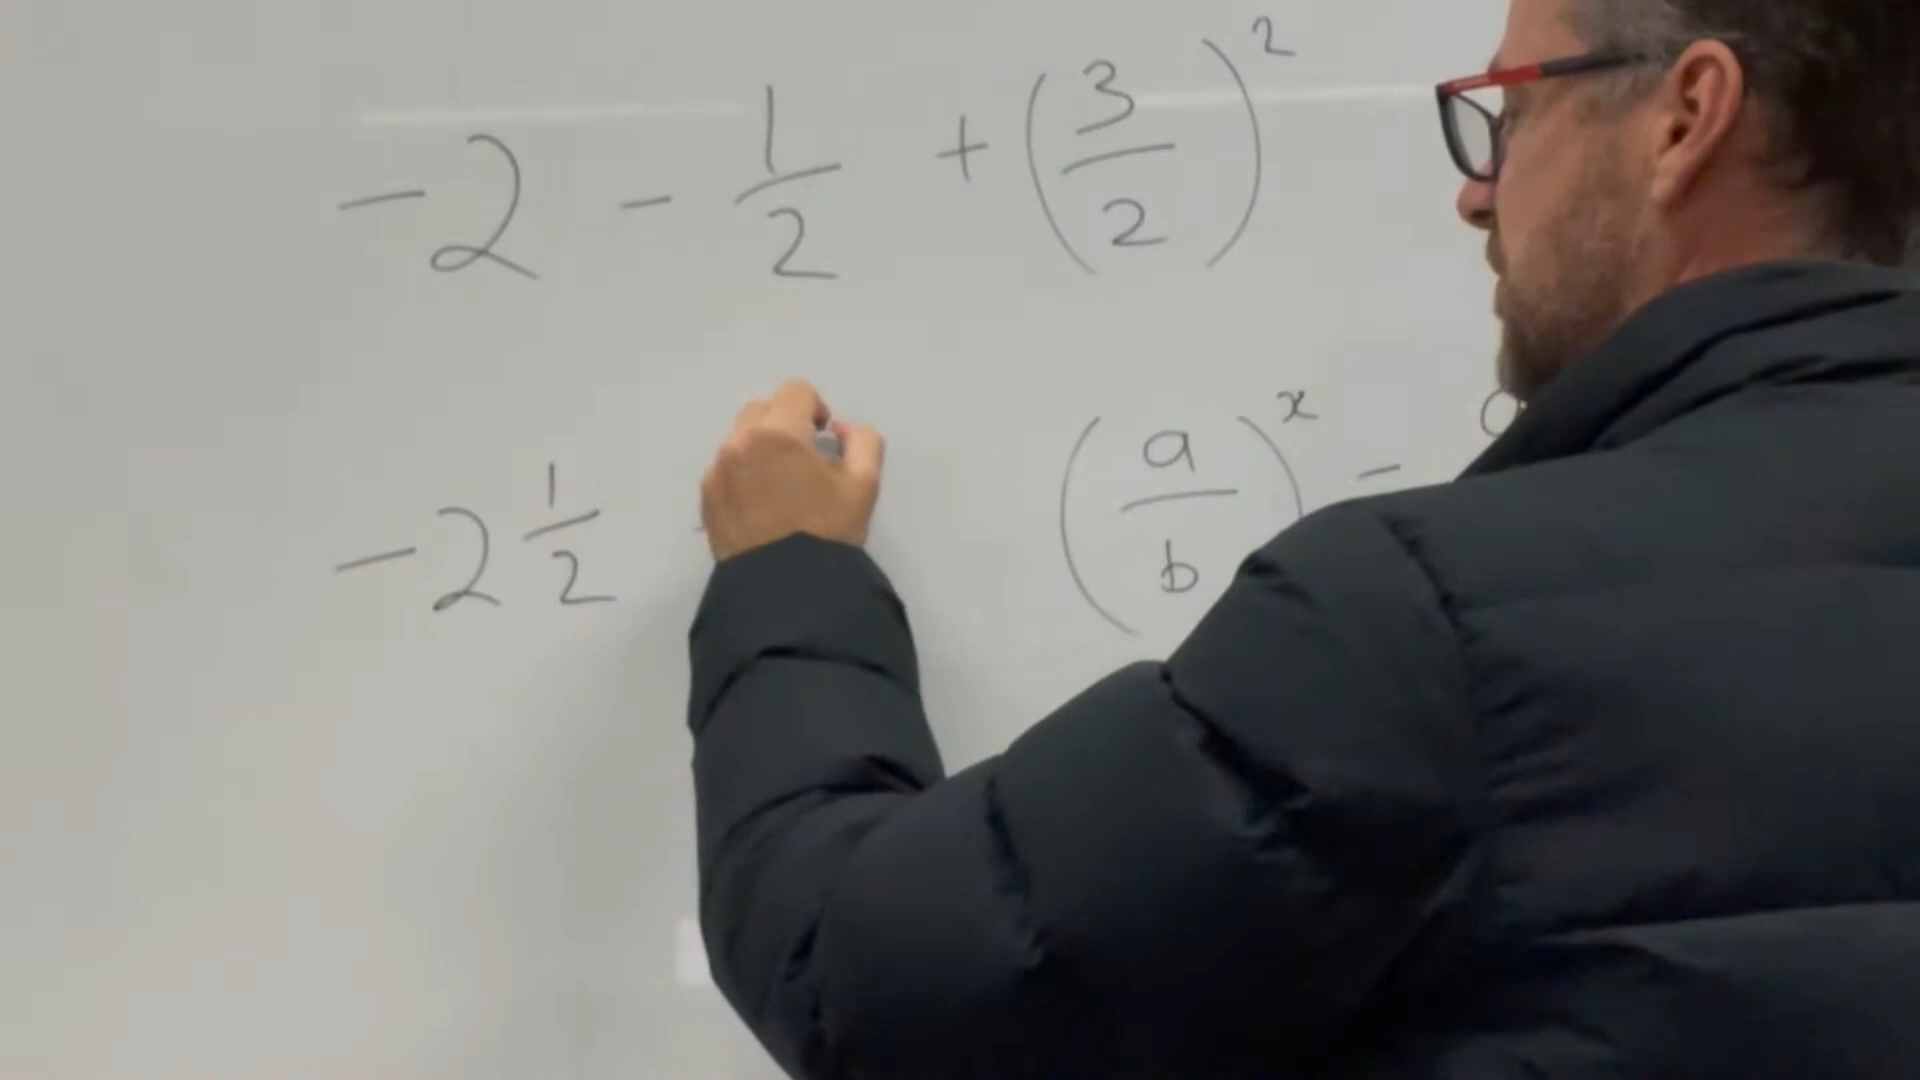 -2 - 1/2 + (3/2)^2
-2 1/2
(a/b)^x =